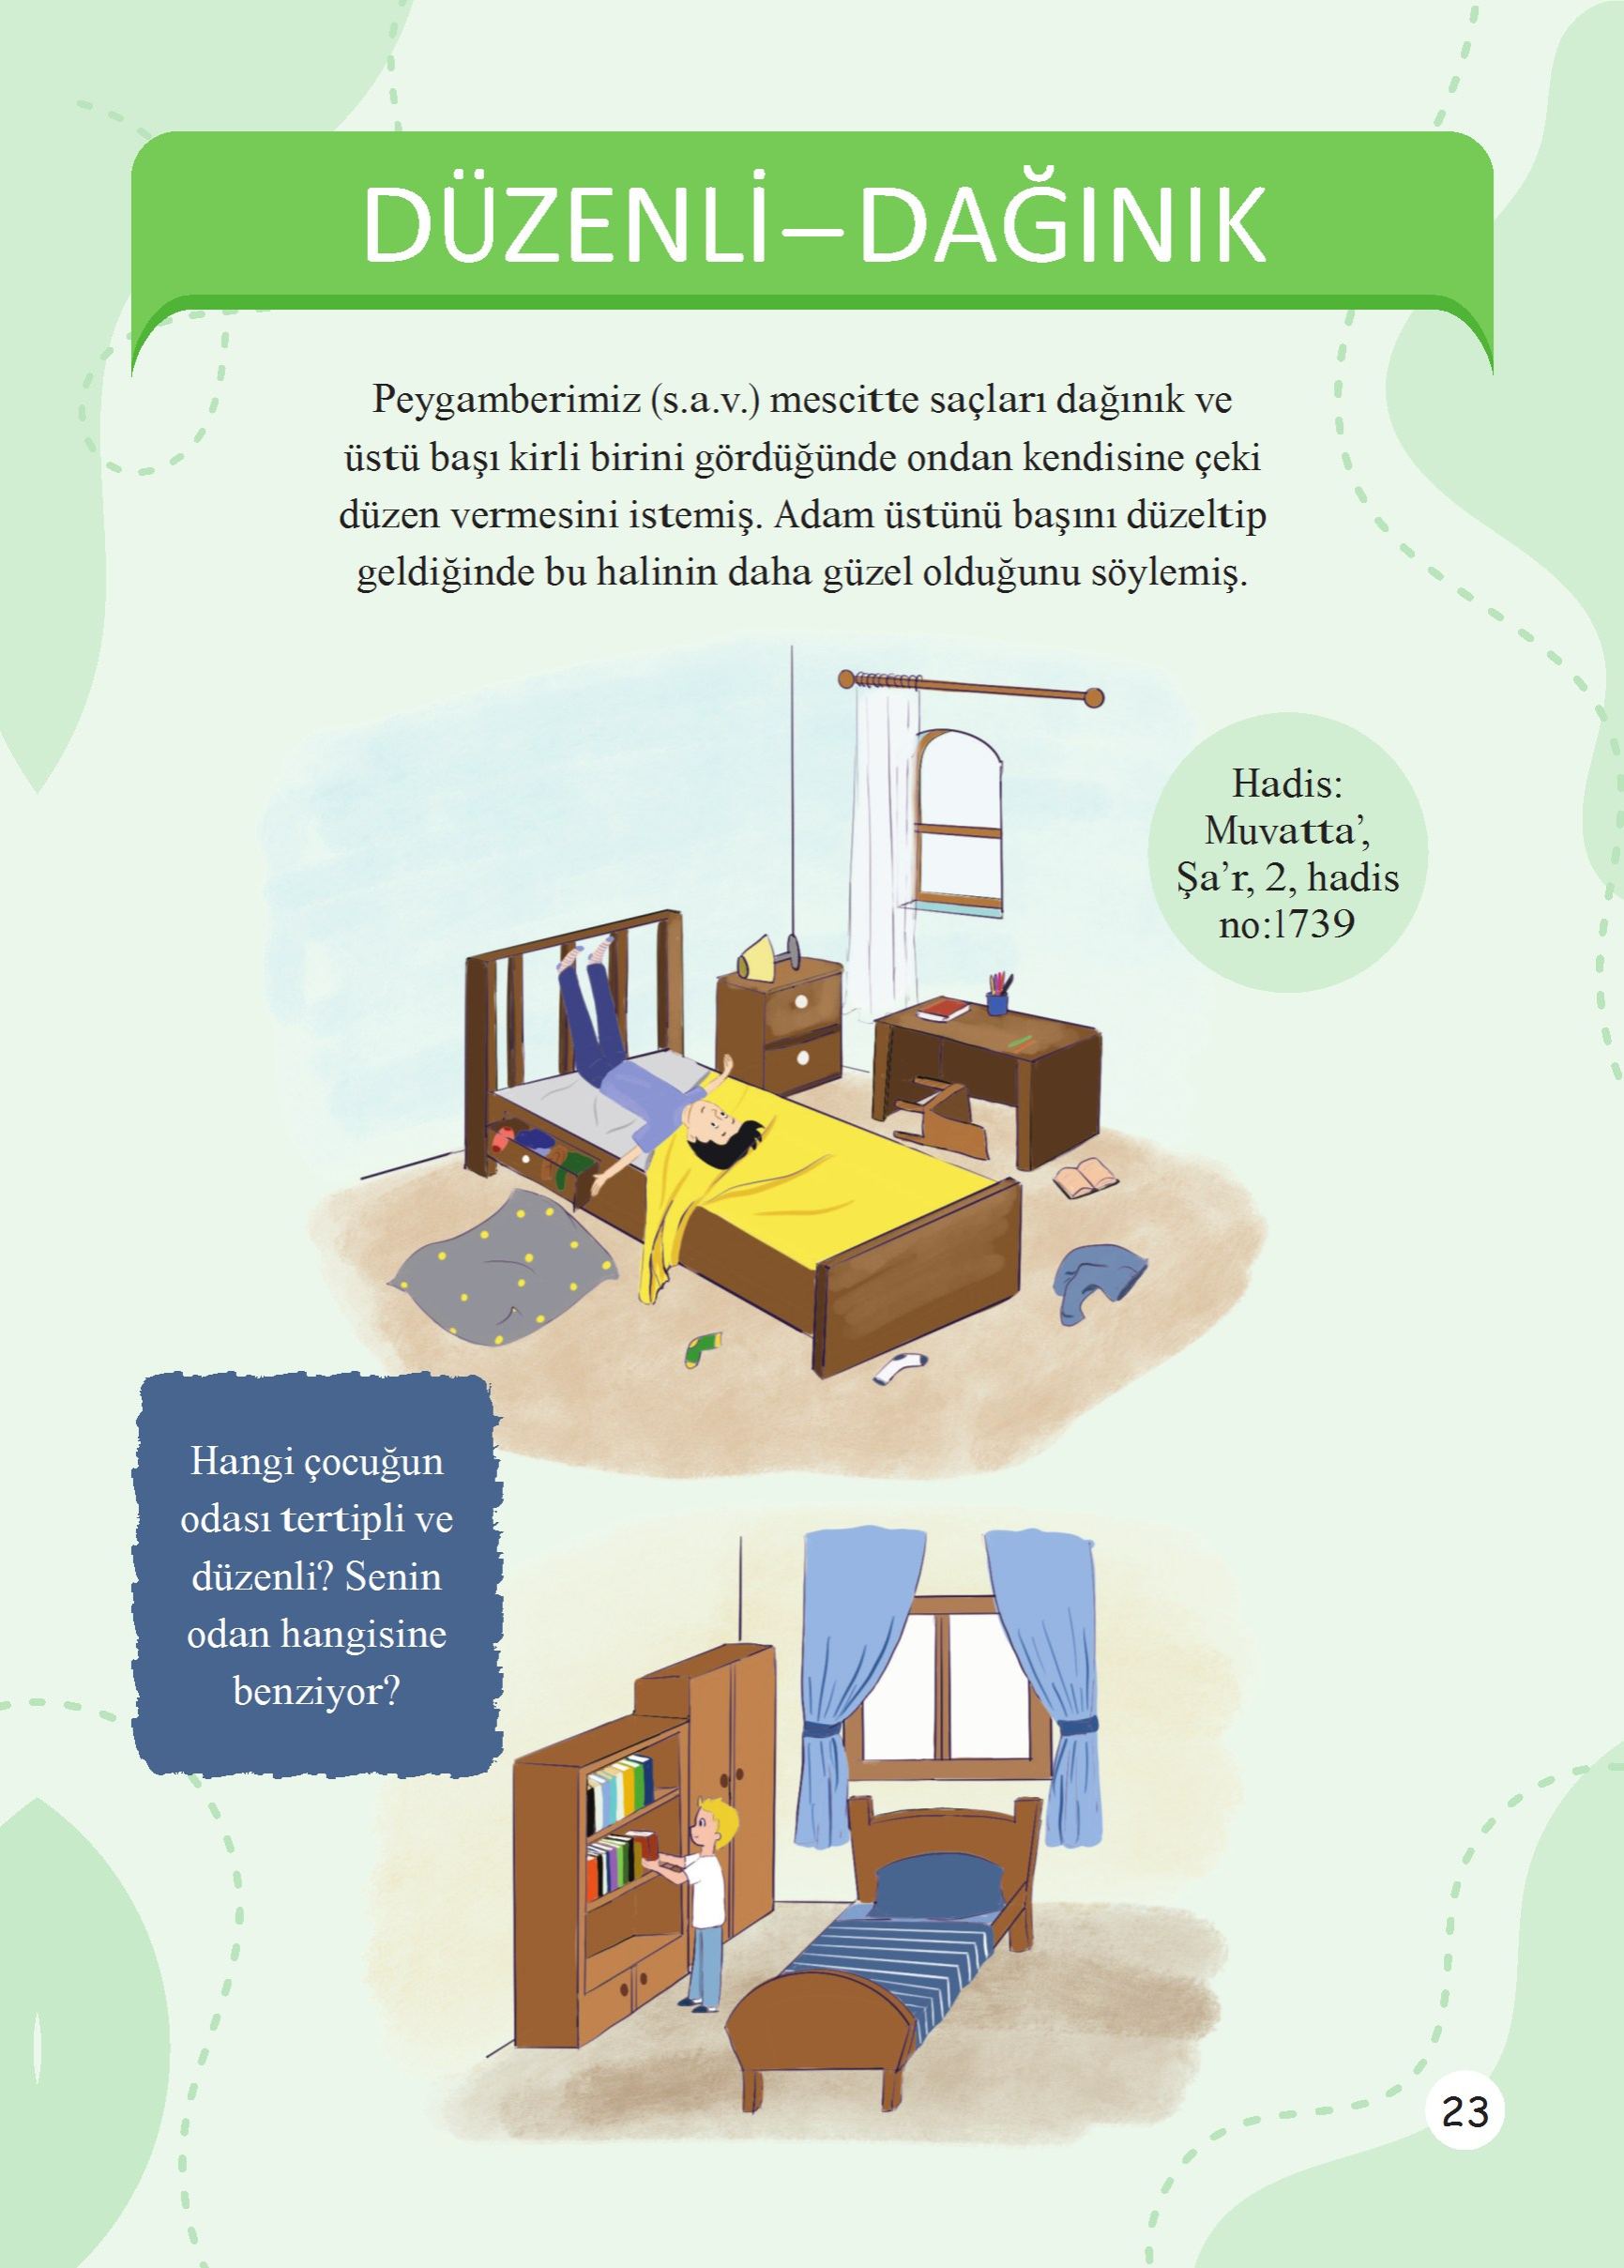 DÜZENLİ–DAĞINIK
Peygamberimiz (s.a.v.) mescitte saçları dağınık ve
üstü başı kirli birini gördüğünde ondan kendisine çeki
düzen vermesini istemiş. Adam üstünü başını düzeltip
geldiğinde bu halinin daha güzel olduğunu söylemiş.
Hadis:
Muvatta’,
Şa’r, 2, hadis
no:1739
Hangi çocuğun
odası tertipli ve
düzenli? Senin
odan hangisine
benziyor?
23